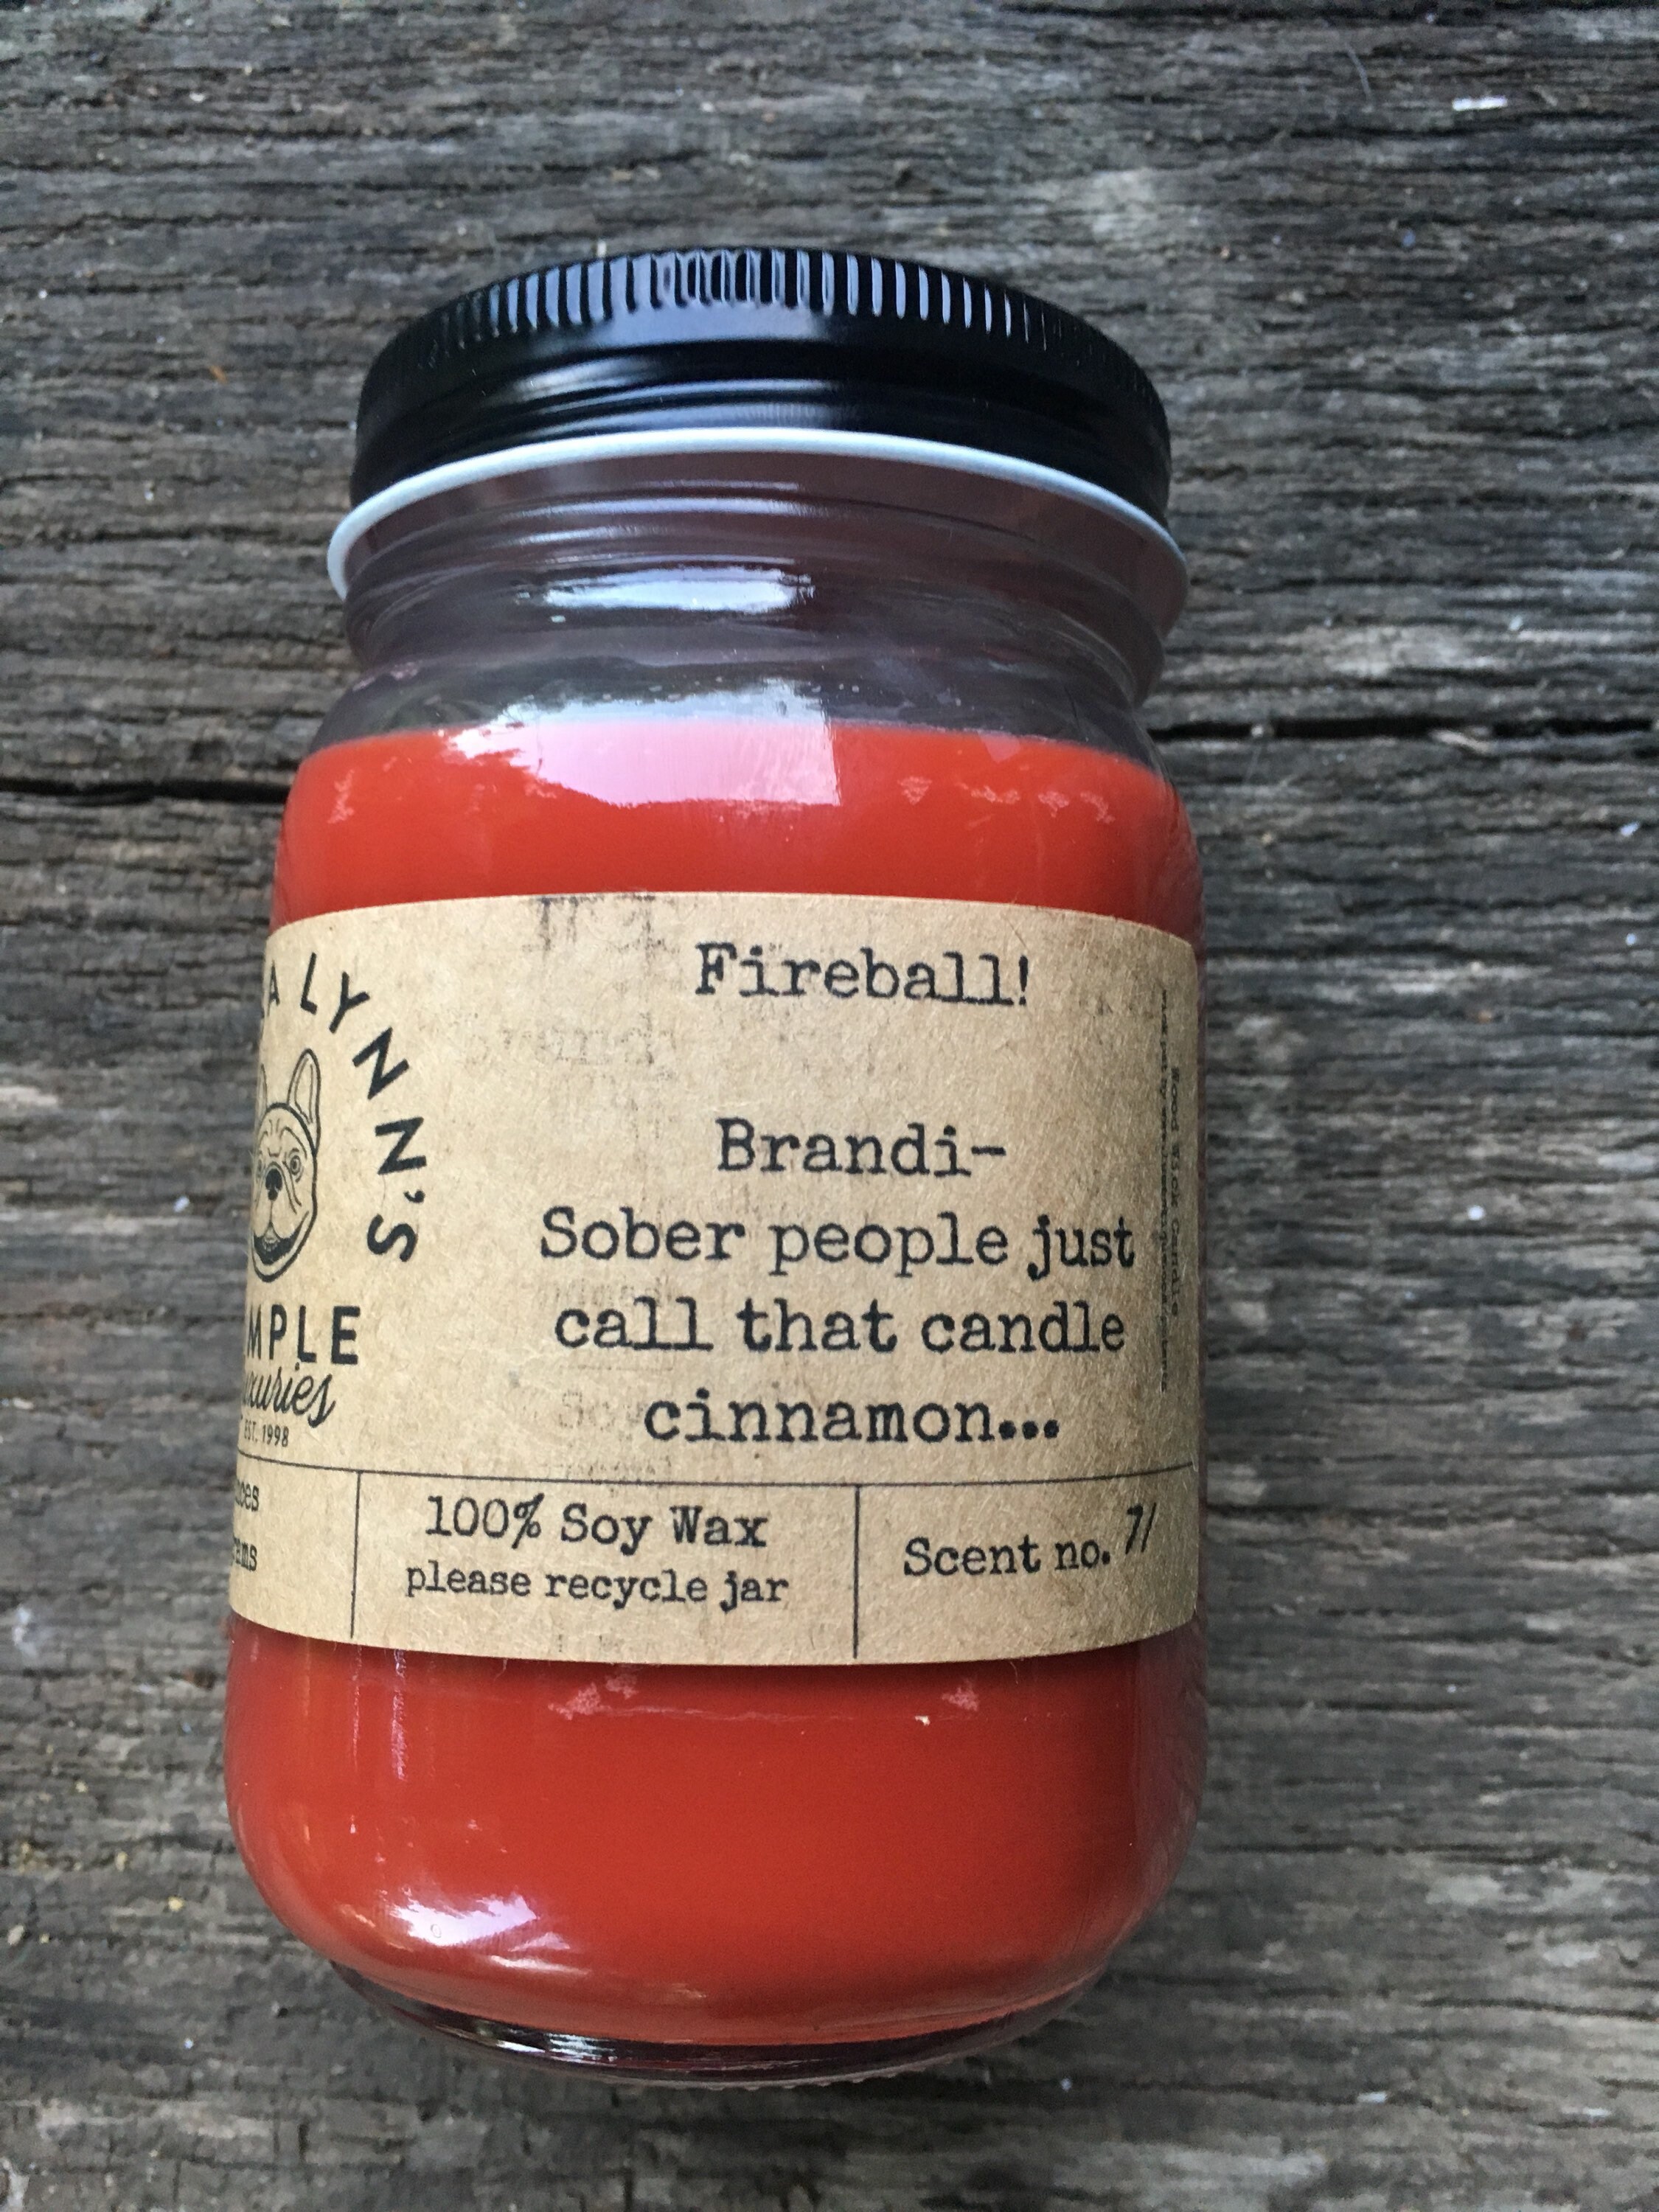 Fireball!
Brandi-
Sober people just
call that candle
cinnamon...
A LYNN'S
MPLE
uxuries
EST. 1998
100% Soy Wax
please recycle jar
Scent no.